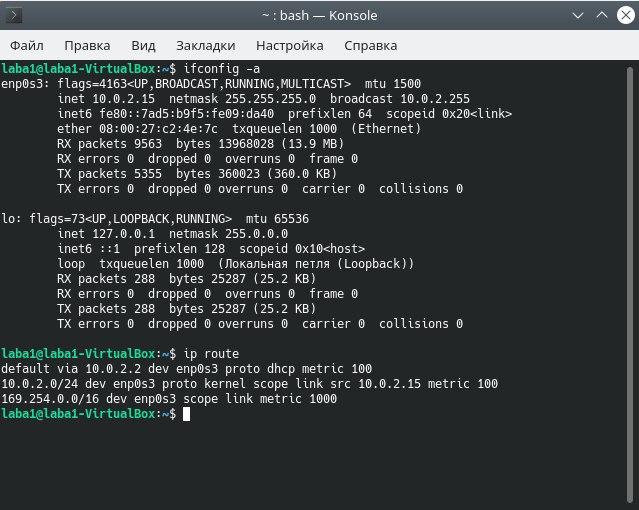 ~ : bash — Konsole
Файл Правка Вид Закладки Настройка Справка
laba1@laba1-VirtualBox:~$ ifconfig -a
enp0s3: flags=4163<UP,BROADCAST,RUNNING,MULTICAST>  mtu 1500
        inet 10.0.2.15  netmask 255.255.255.0  broadcast 10.0.2.255
        inet6 fe80::7ad5:b9f5:fe09:da40  prefixlen 64  scopeid 0x20<link>
        ether 08:00:27:c2:4e:7c  txqueuelen 1000  (Ethernet)
        RX packets 9563  bytes 13968028 (13.9 MB)
        RX errors 0  dropped 0  overruns 0  frame 0
        TX packets 5355  bytes 360023 (360.0 KB)
        TX errors 0  dropped 0 overruns 0  carrier 0  collisions 0

lo: flags=73<UP,LOOPBACK,RUNNING>  mtu 65536
        inet 127.0.0.1  netmask 255.0.0.0
        inet6 ::1  prefixlen 128  scopeid 0x10<host>
        loop  txqueuelen 1000  (Локальная петля (Loopback))
        RX packets 288  bytes 25287 (25.2 KB)
        RX errors 0  dropped 0  overruns 0  frame 0
        TX packets 288  bytes 25287 (25.2 KB)
        TX errors 0  dropped 0 overruns 0  carrier 0  collisions 0

laba1@laba1-VirtualBox:~$ ip route
default via 10.0.2.2 dev enp0s3 proto dhcp metric 100
10.0.2.0/24 dev enp0s3 proto kernel scope link src 10.0.2.15 metric 100
169.254.0.0/16 dev enp0s3 scope link metric 1000
laba1@laba1-VirtualBox:~$